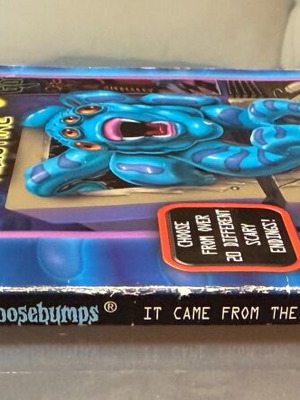 CHOOSE
FROM OVER
20 DIFFERENT
SCARY
ENDINGS!
oosebumps® IT CAME FROM THE